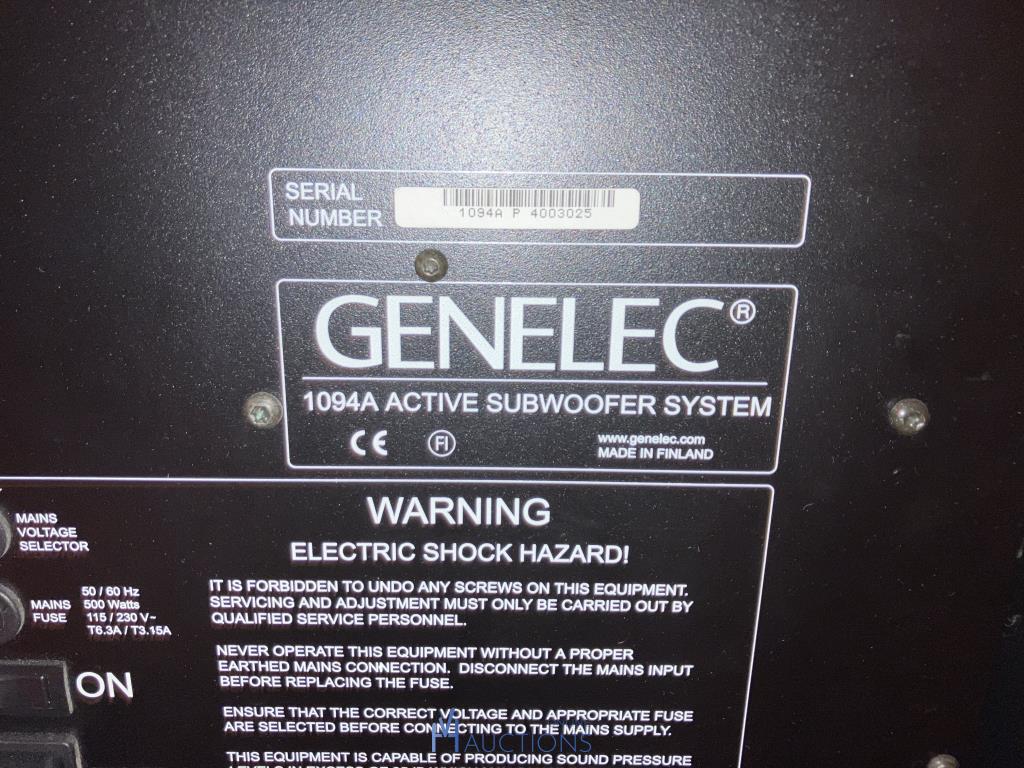 SERIAL
NUMBER
1094A P 4003025
GENELEC®
1094A ACTIVE SUBWOOFER SYSTEM
CE FI
www.genelec.com
MADE IN FINLAND
WARNING
ELECTRIC SHOCK HAZARD!
IT IS FORBIDDEN TO UNDO ANY SCREWS ON THIS EQUIPMENT.
SERVICING AND ADJUSTMENT MUST ONLY BE CARRIED OUT BY
QUALIFIED SERVICE PERSONNEL.
NEVER OPERATE THIS EQUIPMENT WITHOUT A PROPER
EARTHED MAINS CONNECTION. DISCONNECT THE MAINS INPUT
BEFORE REPLACING THE FUSE.
ENSURE THAT THE CORRECT VOLTAGE AND APPROPRIATE FUSE
ARE SELECTED BEFORE CONNECTING TO THE MAINS SUPPLY.
THIS EQUIPMENT IS CAPABLE OF PRODUCING SOUND PRESSURE
MAINS
VOLTAGE
SELECTOR
MAINS
FUSE
50 / 60 Hz
500 Watts
115 / 230 V~
T6.3A / T3.15A
ON
AUCTIONS